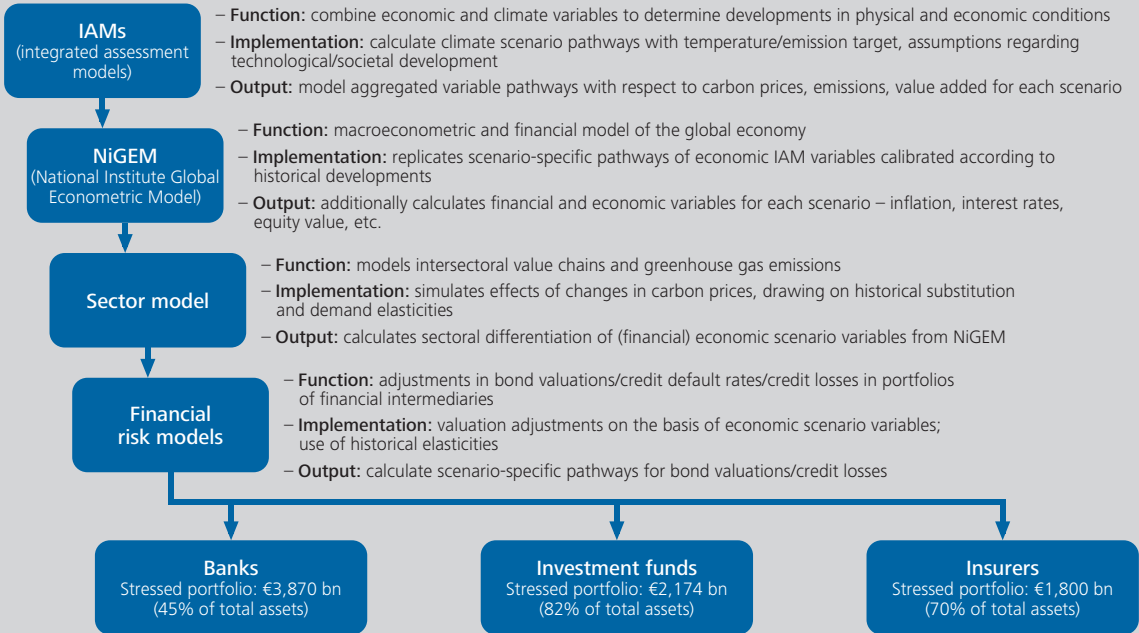 IAMs
(integrated assessment
models)
– Function: combine economic and climate variables to determine developments in physical and economic conditions
– Implementation: calculate climate scenario pathways with temperature/emission target, assumptions regarding
technological/societal development
– Output: model aggregated variable pathways with respect to carbon prices, emissions, value added for each scenario
NiGEM
(National Institute Global
Econometric Model)
– Function: macroeconometric and financial model of the global economy
– Implementation: replicates scenario-specific pathways of economic IAM variables calibrated according to
historical developments
– Output: additionally calculates financial and economic variables for each scenario – inflation, interest rates,
equity value, etc.
Sector model
– Function: models intersectoral value chains and greenhouse gas emissions
– Implementation: simulates effects of changes in carbon prices, drawing on historical substitution
and demand elasticities
– Output: calculates sectoral differentiation of (financial) economic scenario variables from NiGEM
Financial
risk models
– Function: adjustments in bond valuations/credit default rates/credit losses in portfolios
of financial intermediaries
– Implementation: valuation adjustments on the basis of economic scenario variables;
use of historical elasticities
– Output: calculate scenario-specific pathways for bond valuations/credit losses
Banks
Stressed portfolio: €3,870 bn
(45% of total assets)
Investment funds
Stressed portfolio: €2,174 bn
(82% of total assets)
Insurers
Stressed portfolio: €1,800 bn
(70% of total assets)